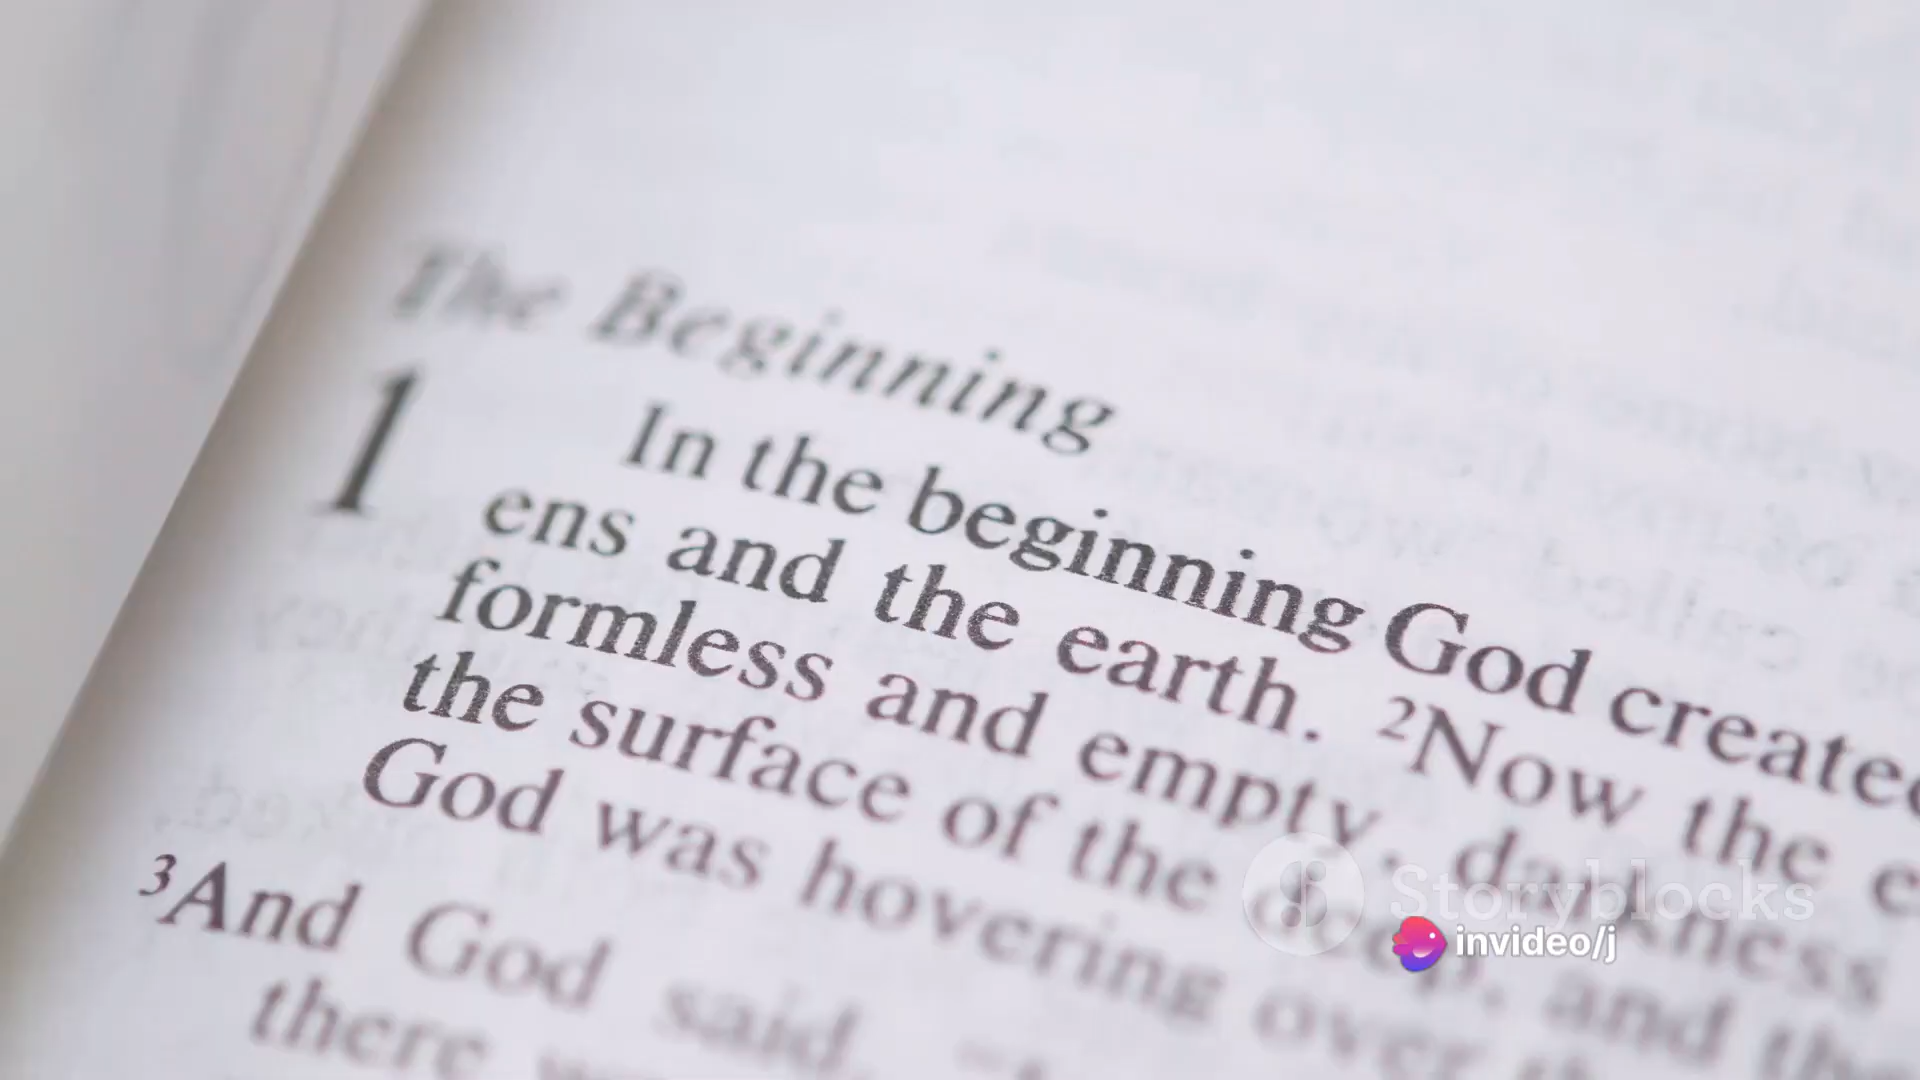 The Beginning
1 In the beginning God created
ens and the earth. 2Now the
formless and empty, darkness
the surface of the deep, and the
God was hovering over
3And God said,
there
Storyblocks
invideo/j